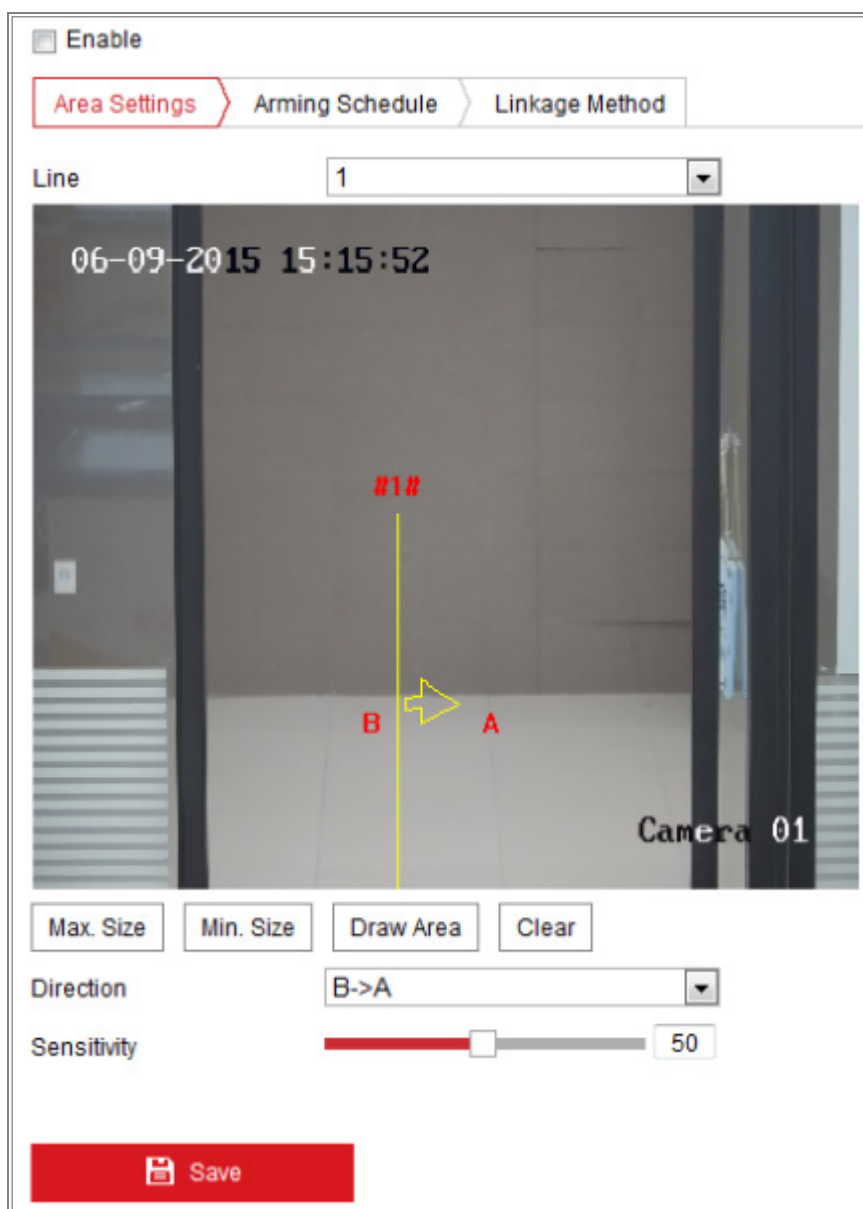 Enable
Area Settings Arming Schedule Linkage Method
Line 1
06-09-2015 15:15:52
#1#
B A
Camera 01
Max. Size Min. Size Draw Area Clear
Direction B->A
Sensitivity 50
Save